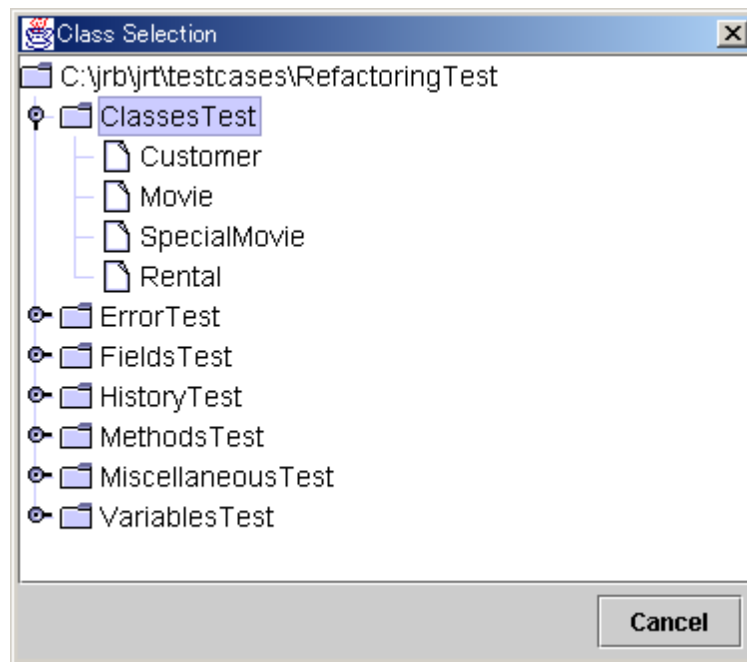 Class Selection
C:\jrb\jrt\testcases\RefactoringTest
ClassesTest
Customer
Movie
SpecialMovie
Rental
ErrorTest
FieldsTest
HistoryTest
MethodsTest
MiscellaneousTest
VariablesTest
Cancel